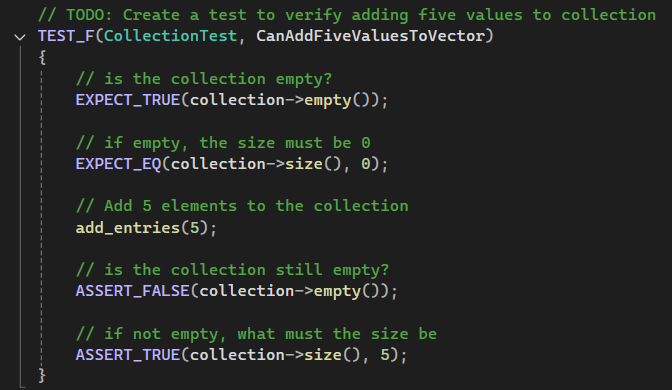 // TODO: Create a test to verify adding five values to collection
TEST_F(CollectionTest, CanAddFiveValuesToVector)
{
// is the collection empty?
EXPECT_TRUE(collection->empty());
// if empty, the size must be 0
EXPECT_EQ(collection->size(), 0);
// Add 5 elements to the collection
add_entries(5);
// is the collection still empty?
ASSERT_FALSE(collection->empty());
// if not empty, what must the size be
ASSERT_TRUE(collection->size(), 5);
}